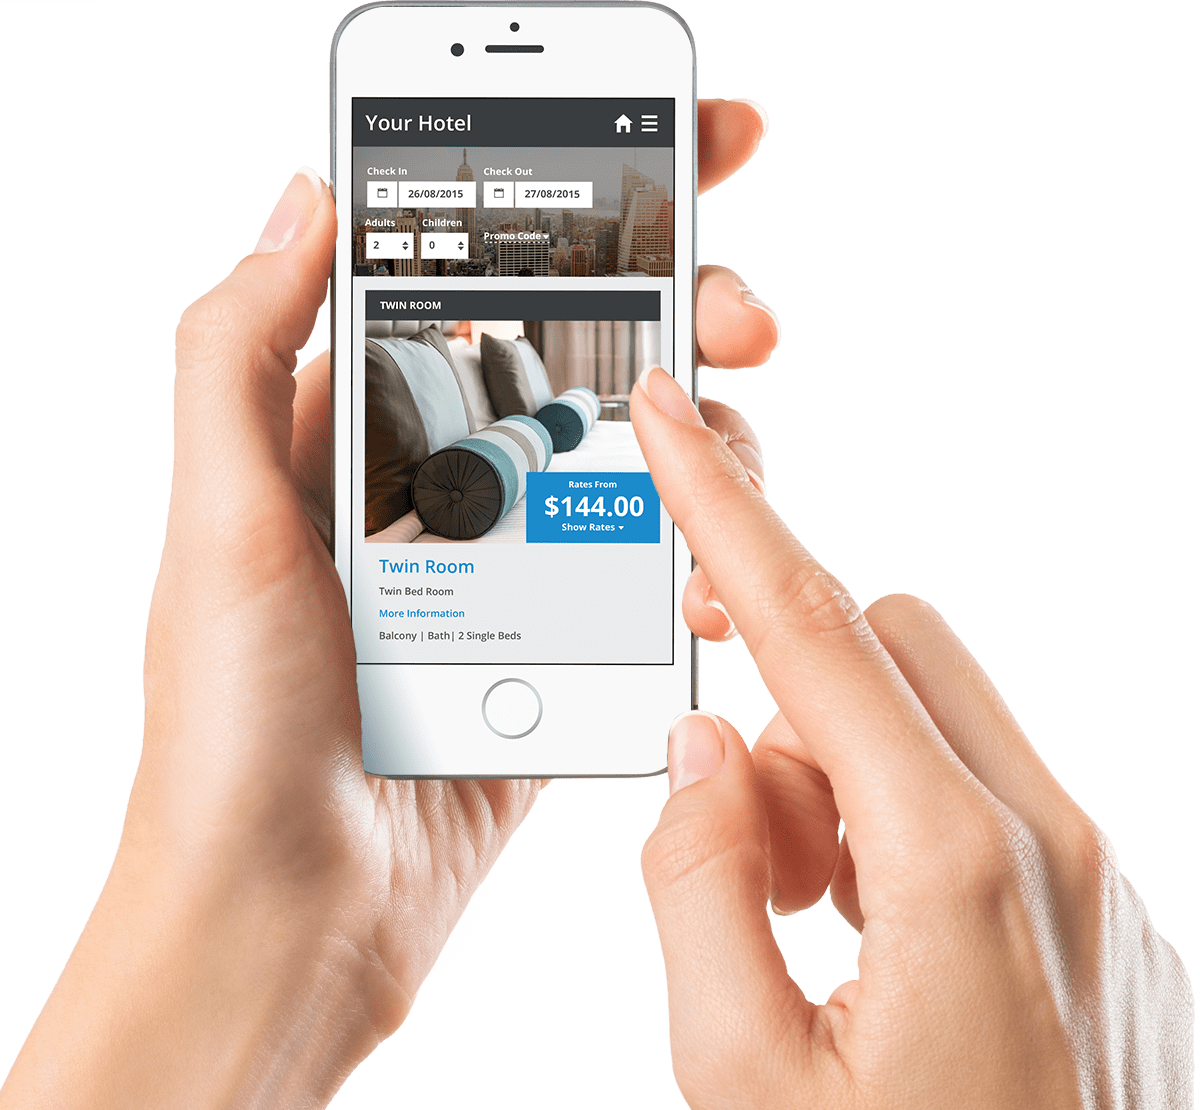 Your Hotel
Check In
Check Out
26/08/2015
27/08/2015
Adults
Children
Promo Code
2
0
TWIN ROOM
Rates From
$144.00
Show Rates
Twin Room
Twin Bed Room
More Information
Balcony | Bath| 2 Single Beds